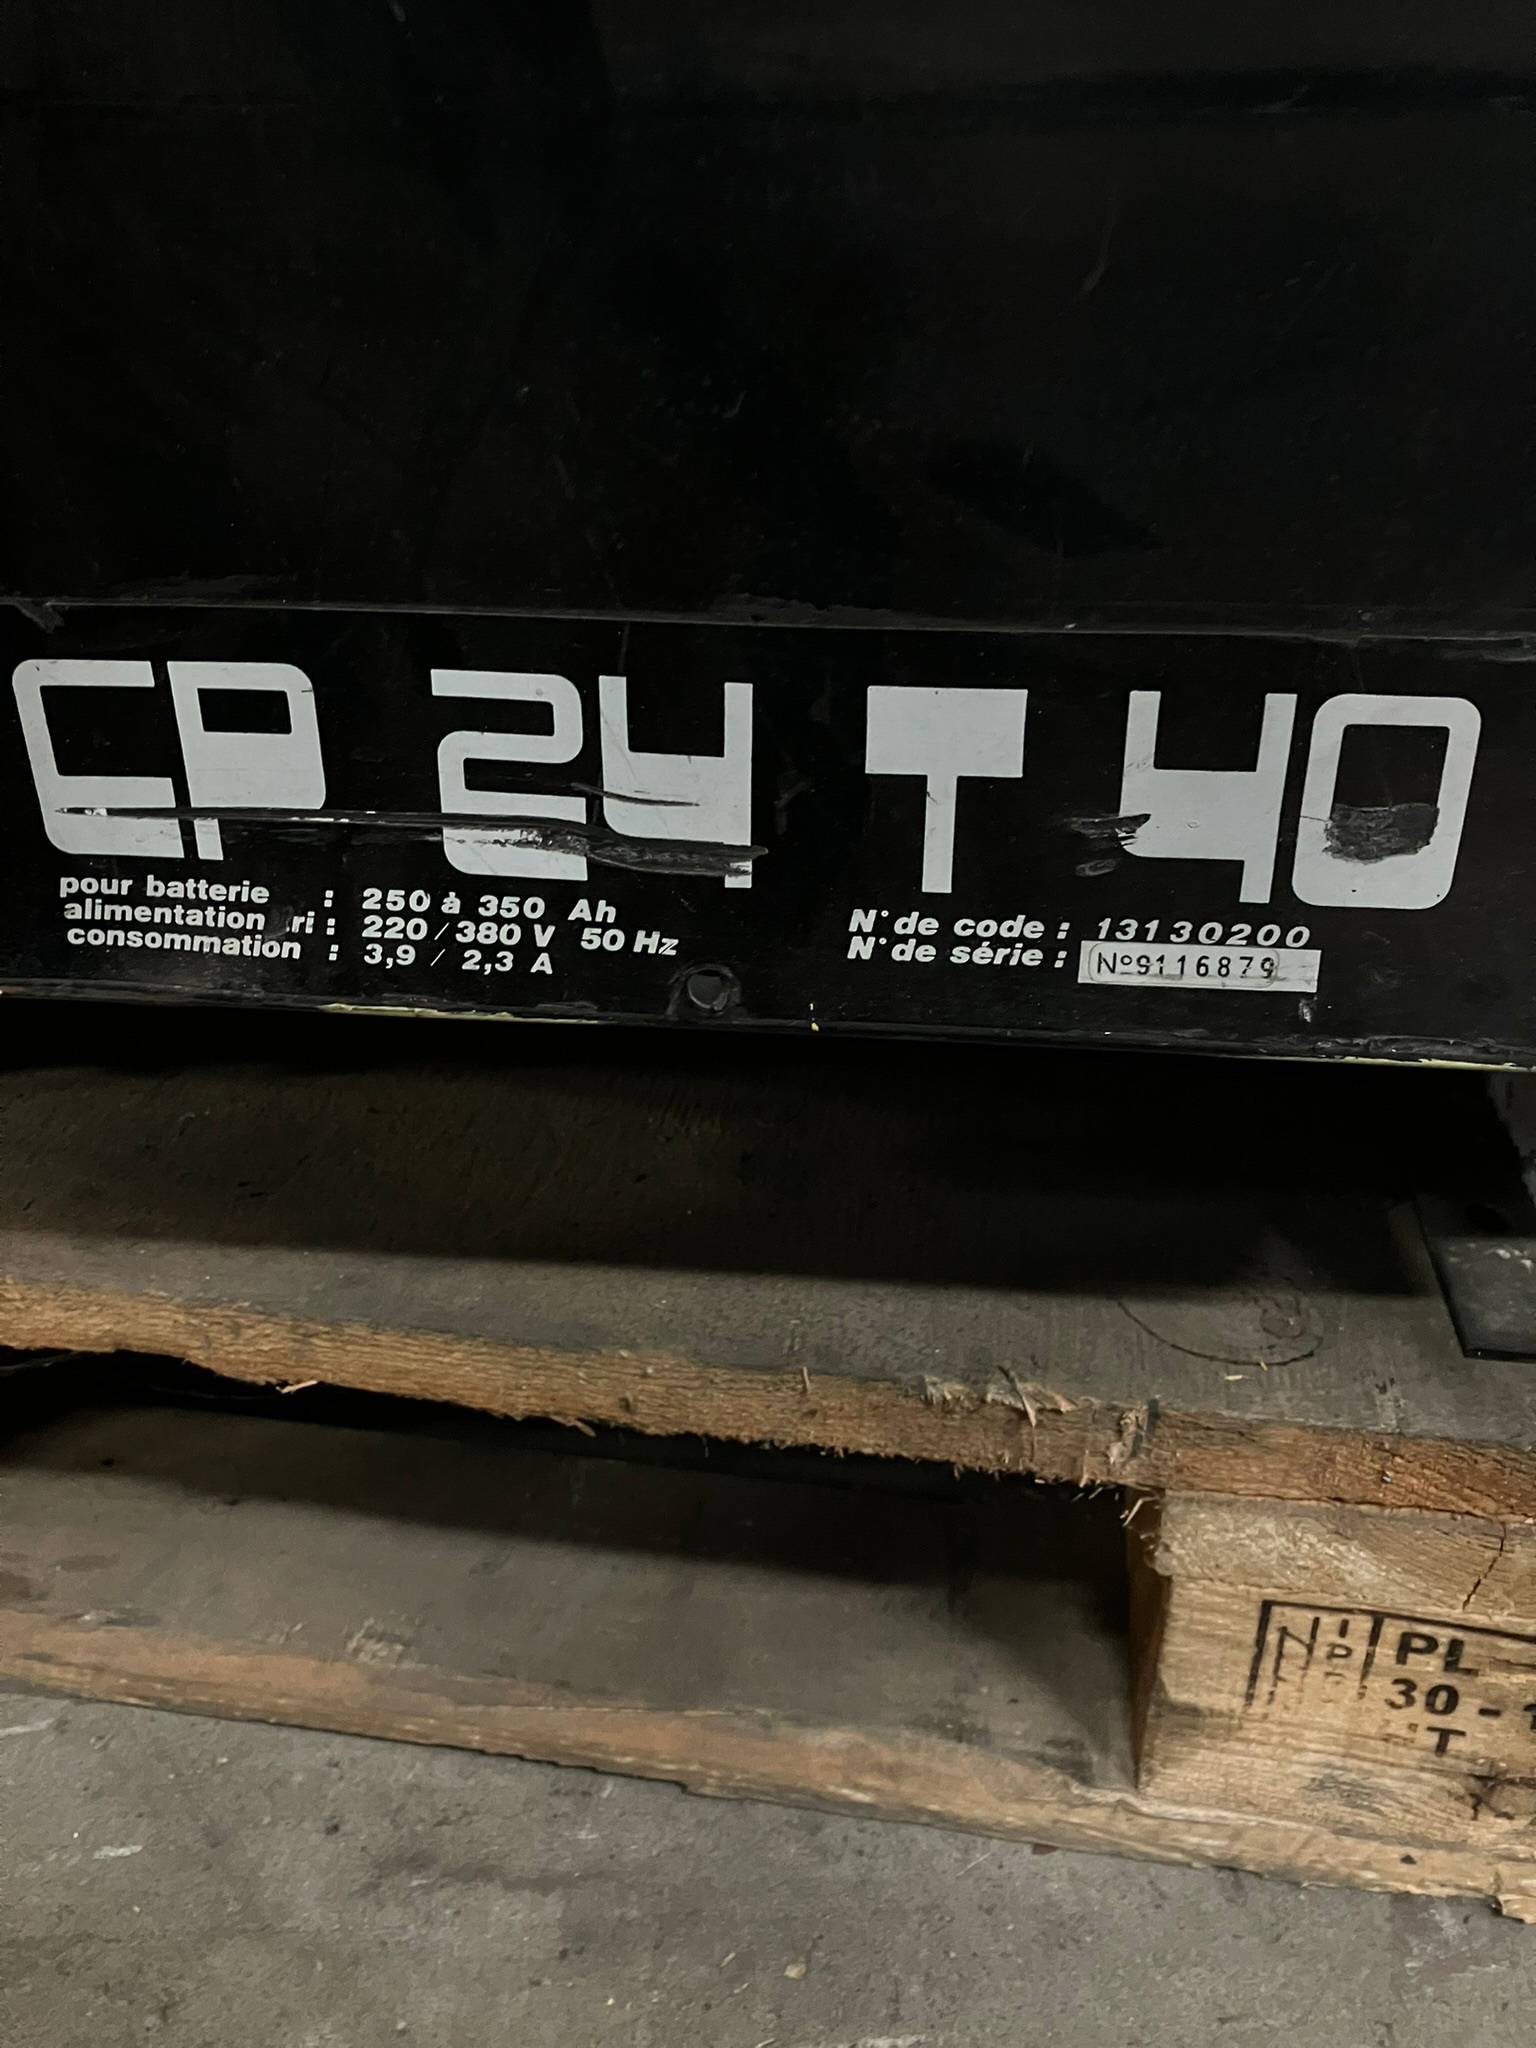 CP 24 T 40
pour batterie : 250 à 350 Ah
alimentation tri : 220 / 380 V 50 Hz
consommation : 3,9 / 2,3 A
N° de code : 13130200
N° de série : Nº9116879
PL
30 -